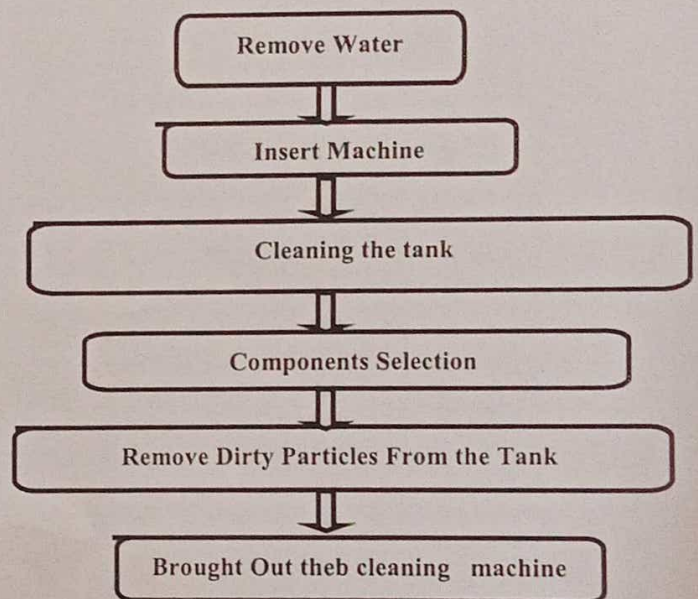 Remove Water
Insert Machine
Cleaning the tank
Components Selection
Remove Dirty Particles From the Tank
Brought Out theb cleaning machine